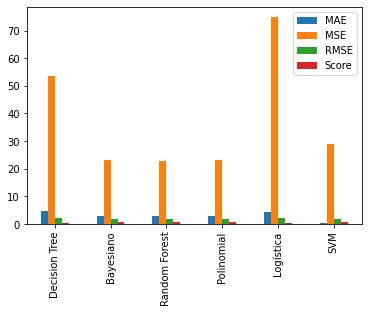 MAE
MSE
RMSE
Score
70
60
50
40
30
20
10
0
Decision Tree
Bayesiano
Random Forest
Polinomial
Logística
SVM